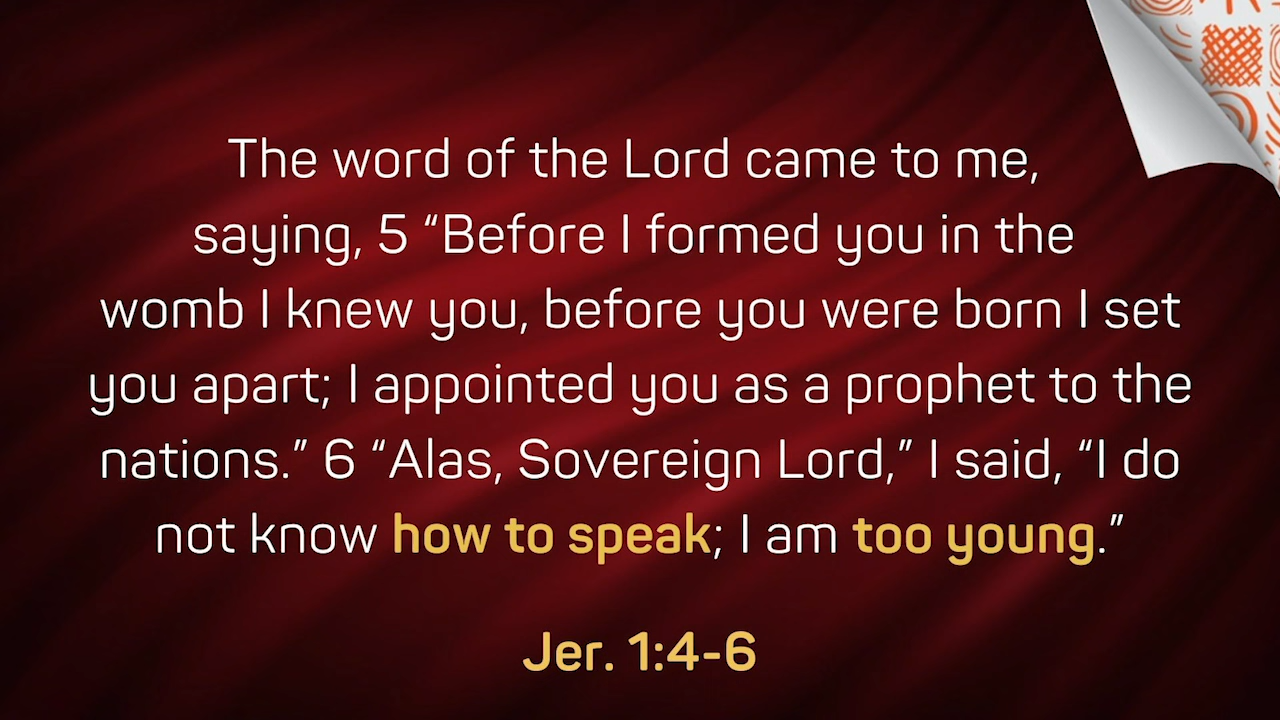 The word of the Lord came to me,
saying, 5 “Before I formed you in the
womb I knew you, before you were born I set
you apart; I appointed you as a prophet to the
nations.” 6 “Alas, Sovereign Lord,” I said, “I do
not know how to speak; I am too young.”
Jer. 1:4-6